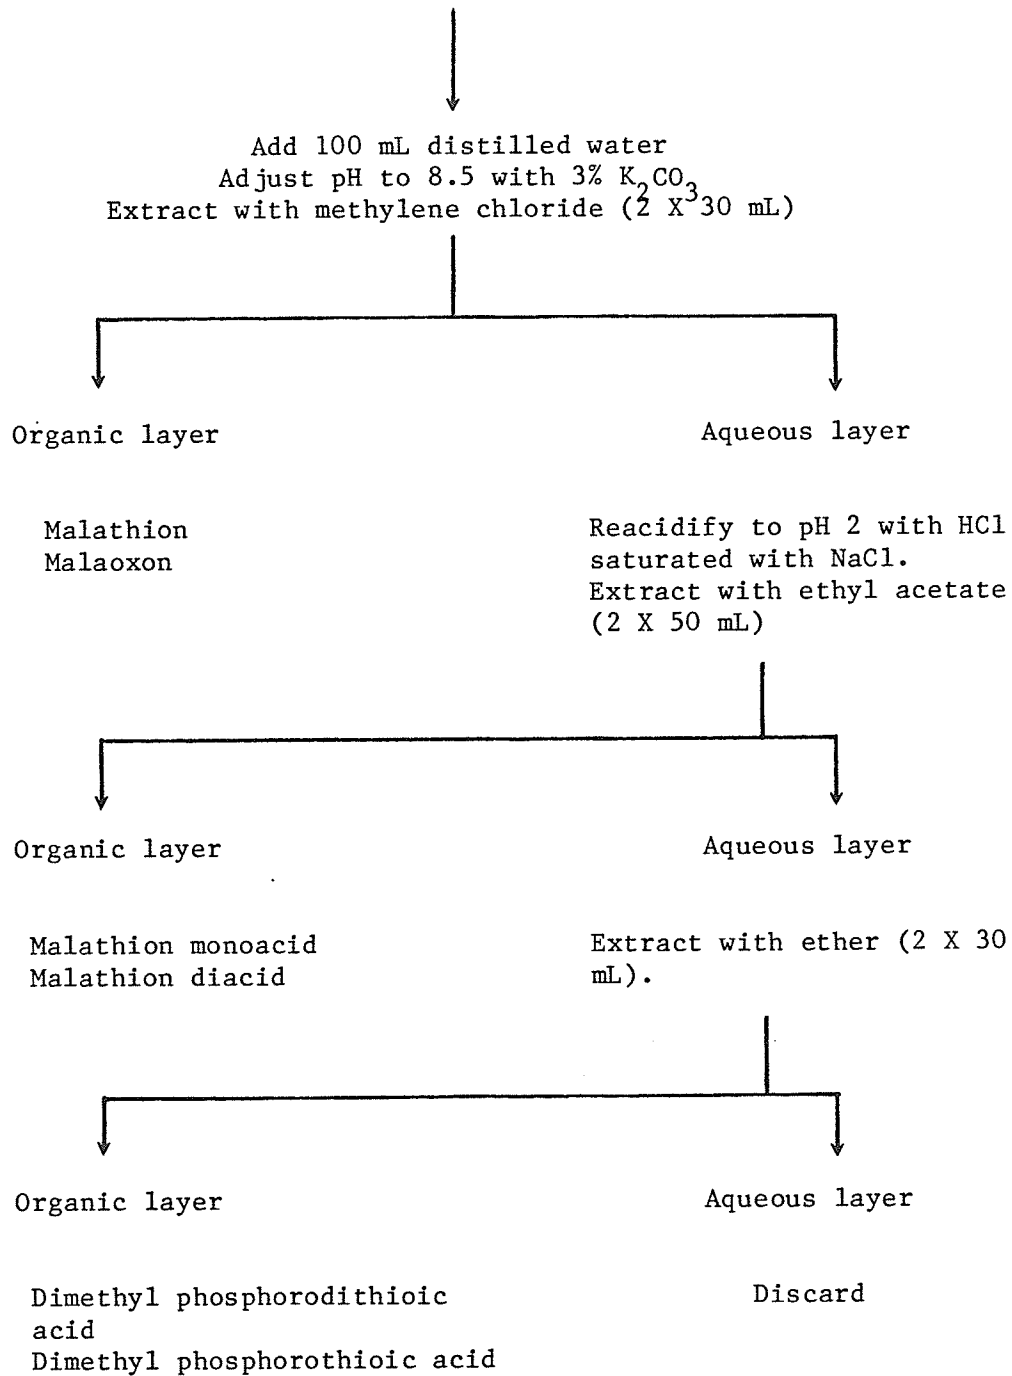 Add 100 mL distilled water
Adjust pH to 8.5 with 3% K2CO3
Extract with methylene chloride (2 X 30 mL)
Organic layer
Aqueous layer
Malathion
Malaoxon
Reacidify to pH 2 with HCl
saturated with NaCl.
Extract with ethyl acetate
(2 X 50 mL)
Organic layer
Aqueous layer
Malathion monoacid
Malathion diacid
Extract with ether (2 X 30
mL).
Organic layer
Aqueous layer
Dimethyl phosphorodithioic
acid
Dimethyl phosphorothioic acid
Discard